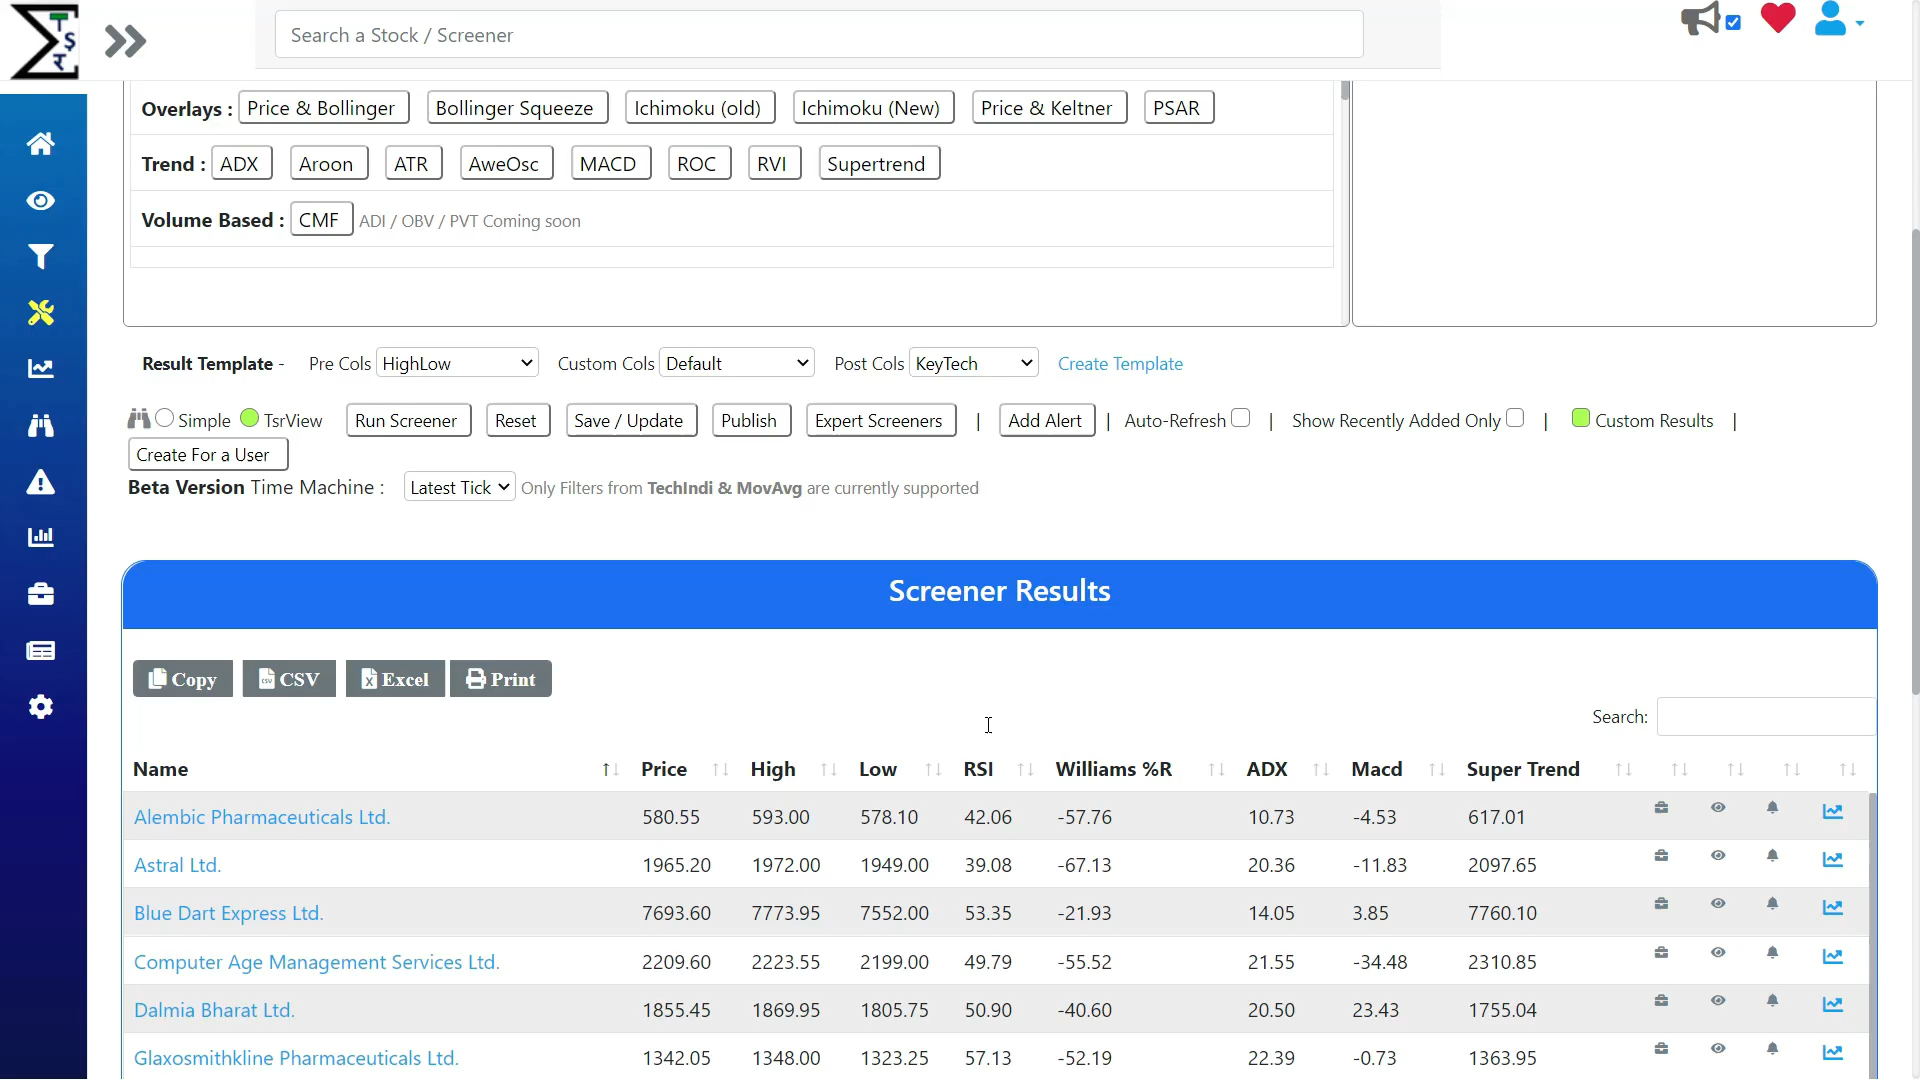 T
$
₹
Search a Stock / Screener
Overlays : Price & Bollinger Bollinger Squeeze Ichimoku (old) Ichimoku (New) Price & Keltner PSAR
Trend : ADX Aroon ATR AweOsc MACD ROC RVI Supertrend
Volume Based : CMF ADI / OBV / PVT Coming soon
Result Template - Pre Cols HighLow Custom Cols Default Post Cols KeyTech Create Template
Simple TsrView Run Screener Reset Save / Update Publish Expert Screeners | Add Alert | Auto-Refresh | Show Recently Added Only | Custom Results |
Create For a User
Beta Version Time Machine : Latest Tick Only Filters from TechIndi & MovAvg are currently supported
Screener Results
Copy CSV Excel Print
Search:
Name Price High Low RSI Williams %R ADX Macd Super Trend
Alembic Pharmaceuticals Ltd. 580.55 593.00 578.10 42.06 -57.76 10.73 -4.53 617.01
Astral Ltd. 1965.20 1972.00 1949.00 39.08 -67.13 20.36 -11.83 2097.65
Blue Dart Express Ltd. 7693.60 7773.95 7552.00 53.35 -21.93 14.05 3.85 7760.10
Computer Age Management Services Ltd. 2209.60 2223.55 2199.00 49.79 -55.52 21.55 -34.48 2310.85
Dalmia Bharat Ltd. 1855.45 1869.95 1805.75 50.90 -40.60 20.50 23.43 1755.04
Glaxosmithkline Pharmaceuticals Ltd. 1342.05 1348.00 1323.25 57.13 -52.19 22.39 -0.73 1363.95